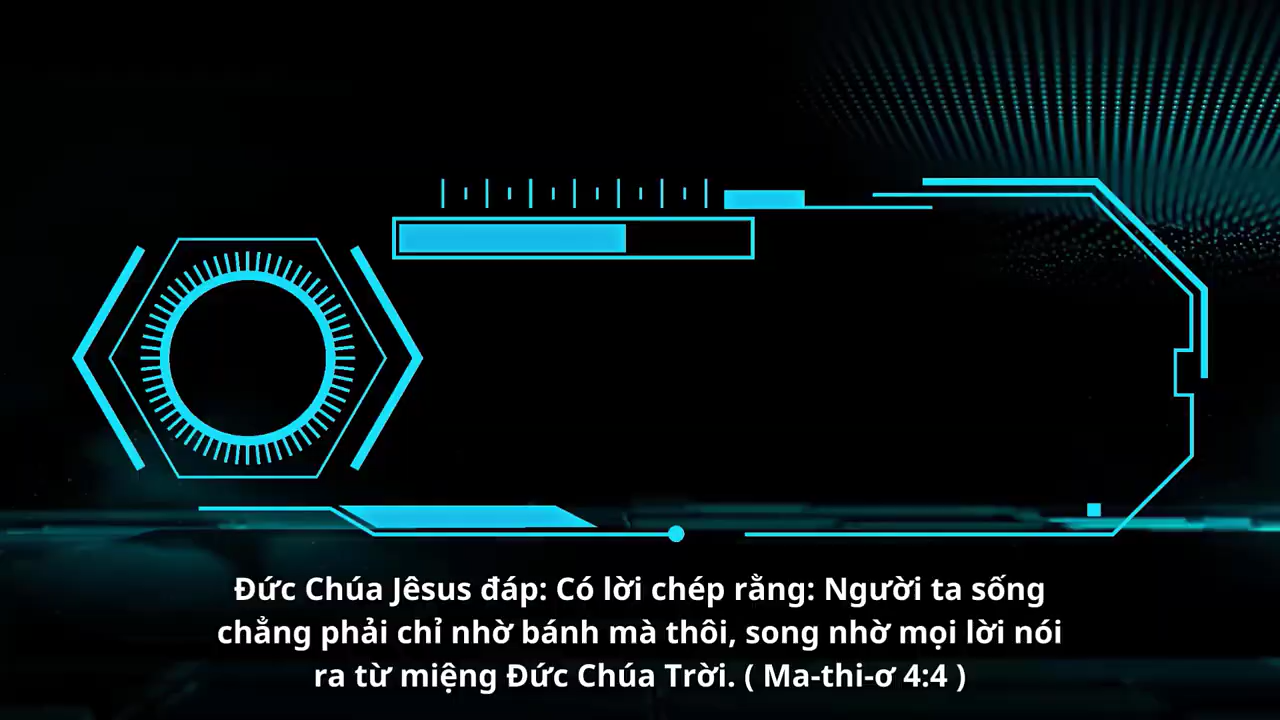 Đức Chúa Jêsus đáp: Có lời chép rằng: Người ta sống
chẳng phải chỉ nhờ bánh mà thôi, song nhờ mọi lời nói
ra từ miệng Đức Chúa Trời. ( Ma-thi-ơ 4:4 )